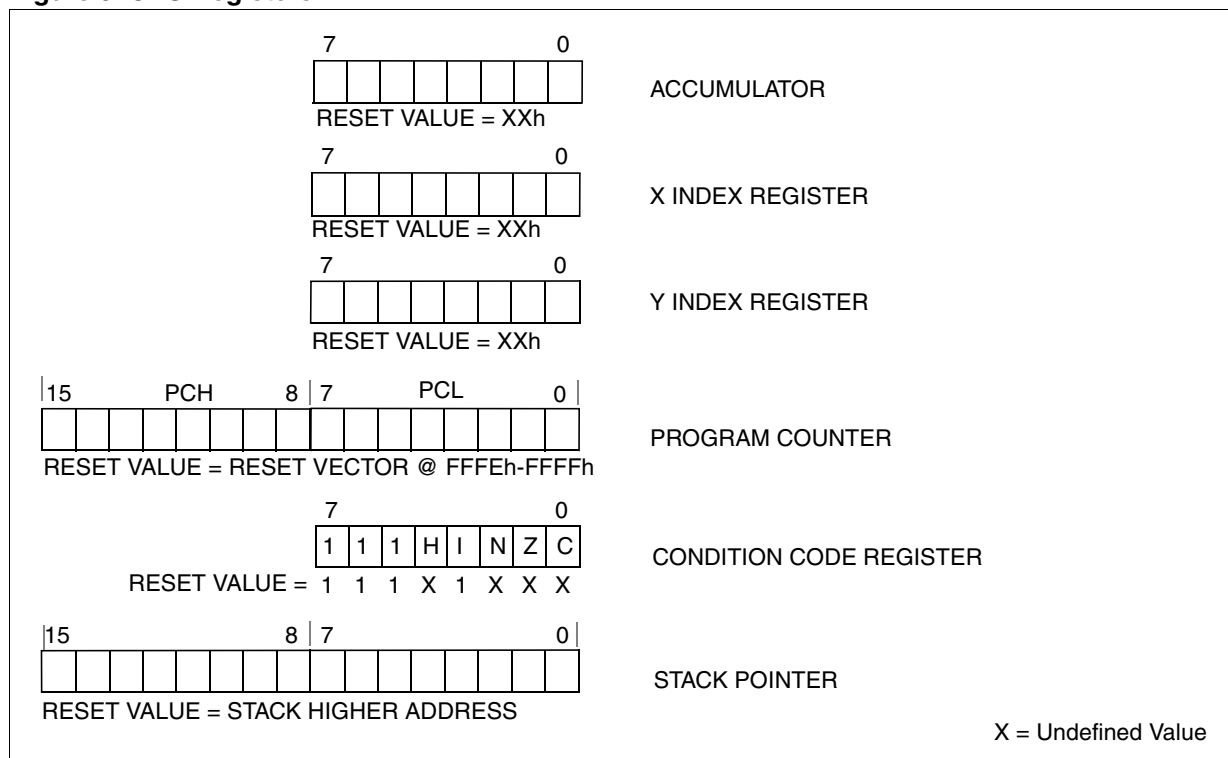 7 0
ACCUMULATOR
RESET VALUE = XXh
7 0
X INDEX REGISTER
RESET VALUE = XXh
7 0
Y INDEX REGISTER
RESET VALUE = XXh
15 PCH 8 7 PCL 0
PROGRAM COUNTER
RESET VALUE = RESET VECTOR @ FFFEh-FFFFh
7 0
1 1 1 H I N Z C
CONDITION CODE REGISTER
RESET VALUE = 1 1 1 X 1 X X X
15 8 7 0
STACK POINTER
RESET VALUE = STACK HIGHER ADDRESS
X = Undefined Value